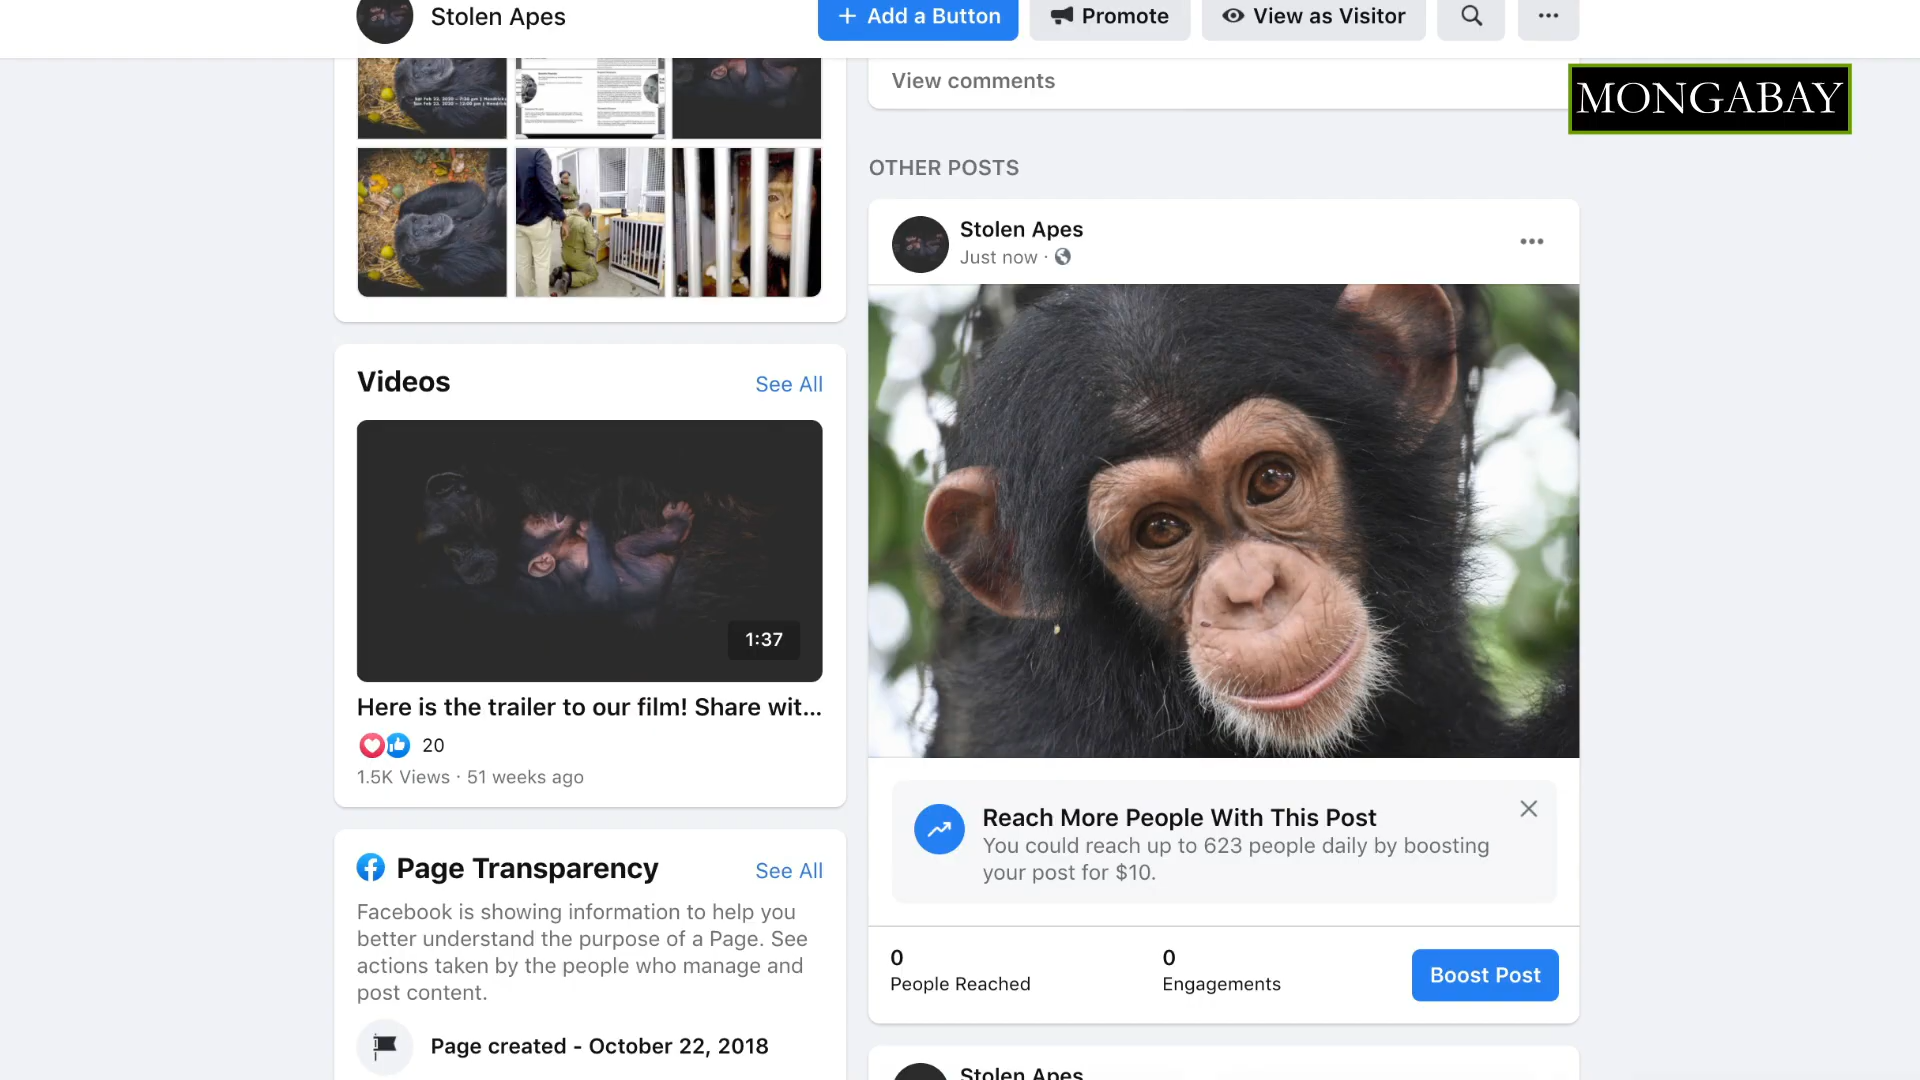 Stolen Apes
+ Add a Button
Promote
View as Visitor
View comments
MONGABAY
OTHER POSTS
Stolen Apes
Just now ·
Videos
See All
1:37
Here is the trailer to our film! Share wit...
20
1.5K Views · 51 weeks ago
Reach More People With This Post
You could reach up to 623 people daily by boosting
your post for $10.
Page Transparency
See All
Facebook is showing information to help you
better understand the purpose of a Page. See
actions taken by the people who manage and
post content.
0
People Reached
0
Engagements
Boost Post
Page created - October 22, 2018
Stolen Apes